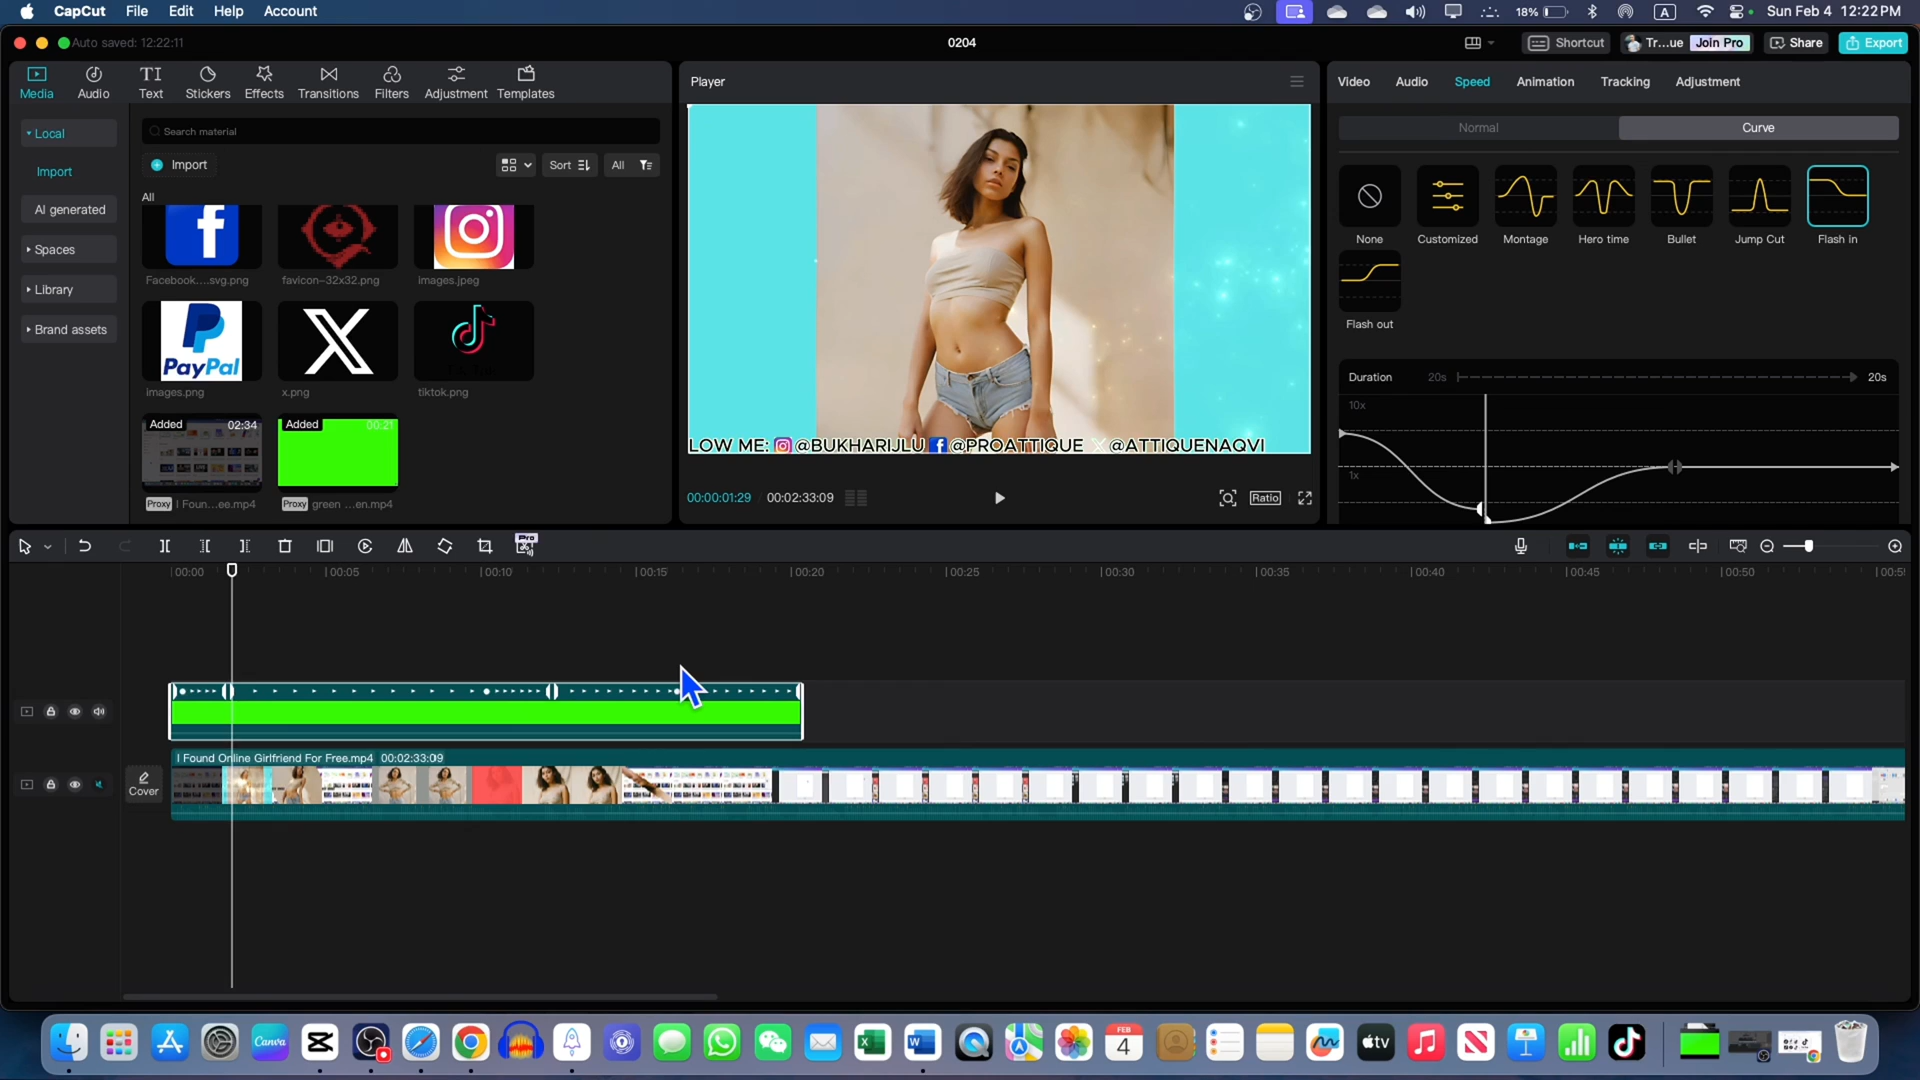 CapCut File Edit Help Account
18% A Sun Feb 4 12:22 PM
Auto saved: 12:22:11
0204
Shortcut Tr...ue Join Pro Share Export
Media Audio Text Stickers Effects Transitions Filters Adjustment Templates
Local
Import
AI generated
Spaces
Library
Brand assets
Search material
Import Sort All
All
Facebook....svg.png favicon-32x32.png images.jpeg
PayPal
images.png x.png tiktok.png
Added 02:34 Added 00:21
Proxy I Foun...ee.mp4 Proxy green ...en.mp4
Player
LOW ME: @BUKHARIJLU @PROATTIQUE @ATTIQUENAQVI
00:00:01:29 / 00:02:33:09 Ratio
Video Audio Speed Animation Tracking Adjustment
Normal Curve
None Customized Montage Hero time Bullet Jump Cut Flash in
Flash out
Duration 20s 20s
10x
1x
Pro
00:00 00:05 00:10 00:15 00:20 00:25 00:30 00:35 00:40 00:45 00:50 00:55
I Found Online Girlfriend For Free.mp4 00:02:33:09
Cover
Canva FEB 4 tv